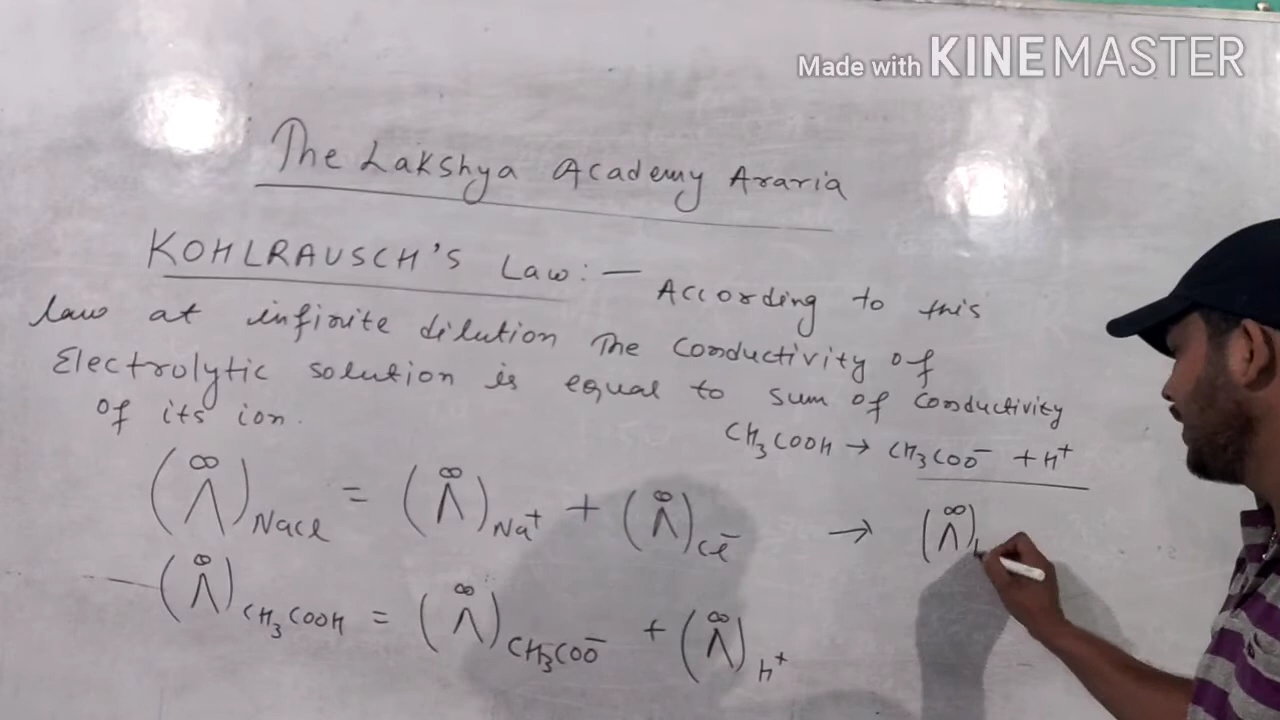 Made with KINEMASTER
The Lakshya Academy Araria
KOHLRAUSCH'S Law:— According to this
law at infinite dilution The conductivity of
Electrolytic solution is equal to sum of conductivity
of its ion.
CH₃COOH → CH₃COO⁻ + H⁺
(Λ^∞)NaCl = (Λ^∞)Na⁺ + (Λ^∞)Cl⁻ → (Λ^∞)
(Λ^∞)CH₃COOH = (Λ^∞)CH₃COO⁻ + (Λ^∞)H⁺